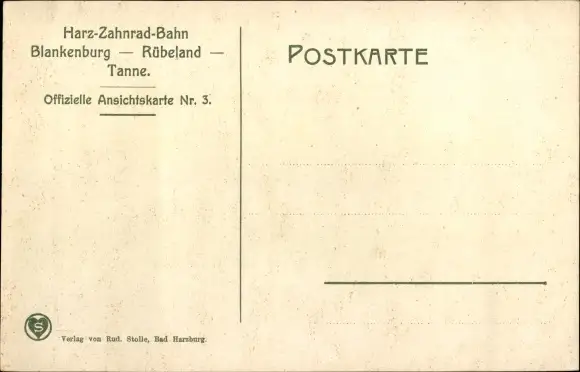 Harz-Zahnrad-Bahn
Blankenburg — Rübeland —
Tanne.
Offizielle Ansichtskarte Nr. 3.
POSTKARTE
S
Verlag von Rud. Stolle, Bad Harzburg.